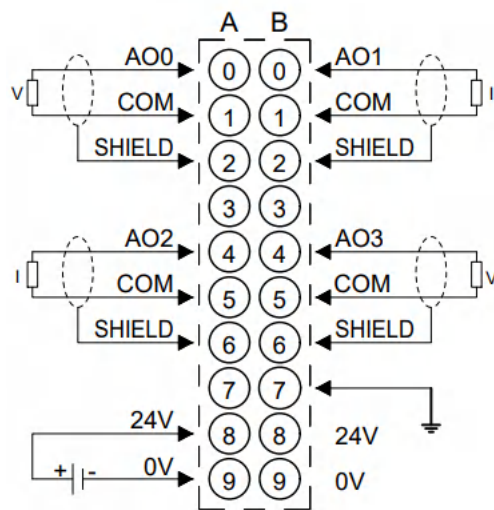 A B
AO0 0 0 AO1
V I
COM 1 1 COM
SHIELD 2 2 SHIELD
3 3
AO2 4 4 AO3
I V
COM 5 5 COM
SHIELD 6 6 SHIELD
7 7
24V 8 8 24V
+ - 0V 9 9 0V